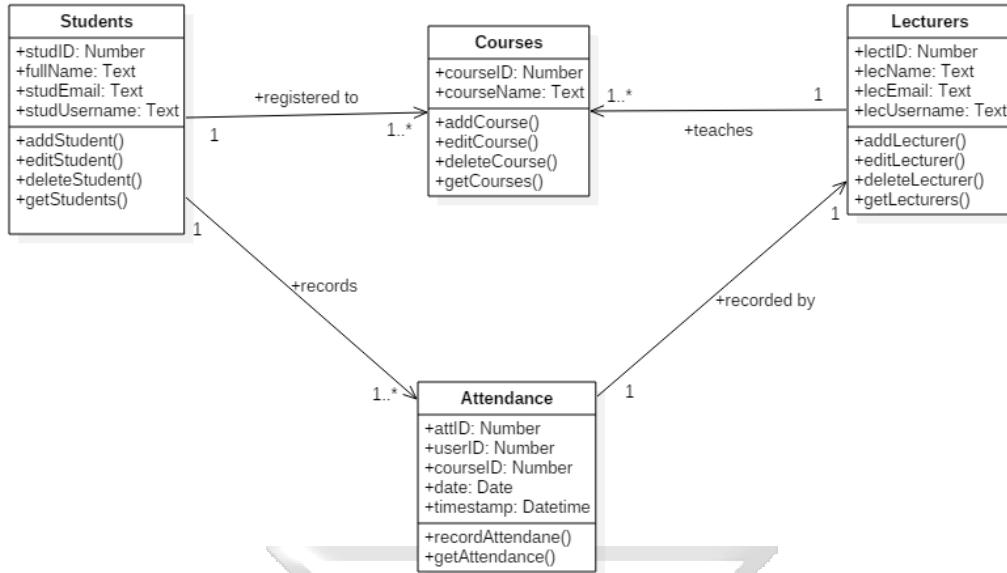 Students
+studID: Number
+fullName: Text
+studEmail: Text
+studUsername: Text
+addStudent()
+editStudent()
+deleteStudent()
+getStudents()
+registered to
1
1..*
Courses
+courseID: Number
+courseName: Text
+addCourse()
+editCourse()
+deleteCourse()
+getCourses()
1..*
1
+teaches
Lecturers
+lectID: Number
+lecName: Text
+lecEmail: Text
+lecUsername: Text
+addLecturer()
+editLecturer()
+deleteLecturer()
+getLecturers()
1
+records
1..*
1
+recorded by
1
Attendance
+attID: Number
+userID: Number
+courseID: Number
+date: Date
+timestamp: Datetime
+recordAttendane()
+getAttendance()